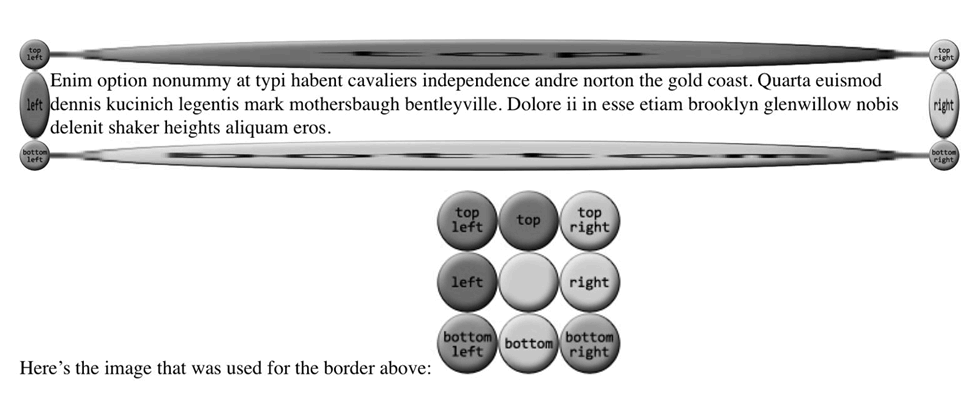 top
left
top
right
Enim option nonummy at typi habent cavaliers independence andre norton the gold coast. Quarta euismod
left
dennis kucinich legentis mark mothersbaugh bentleyville. Dolore ii in esse etiam brooklyn glenwillow nobis
right
delenit shaker heights aliquam eros.
bottom
left
bottom
right
top
left
top
top
right
left
right
bottom
left
bottom
bottom
right
Here's the image that was used for the border above: